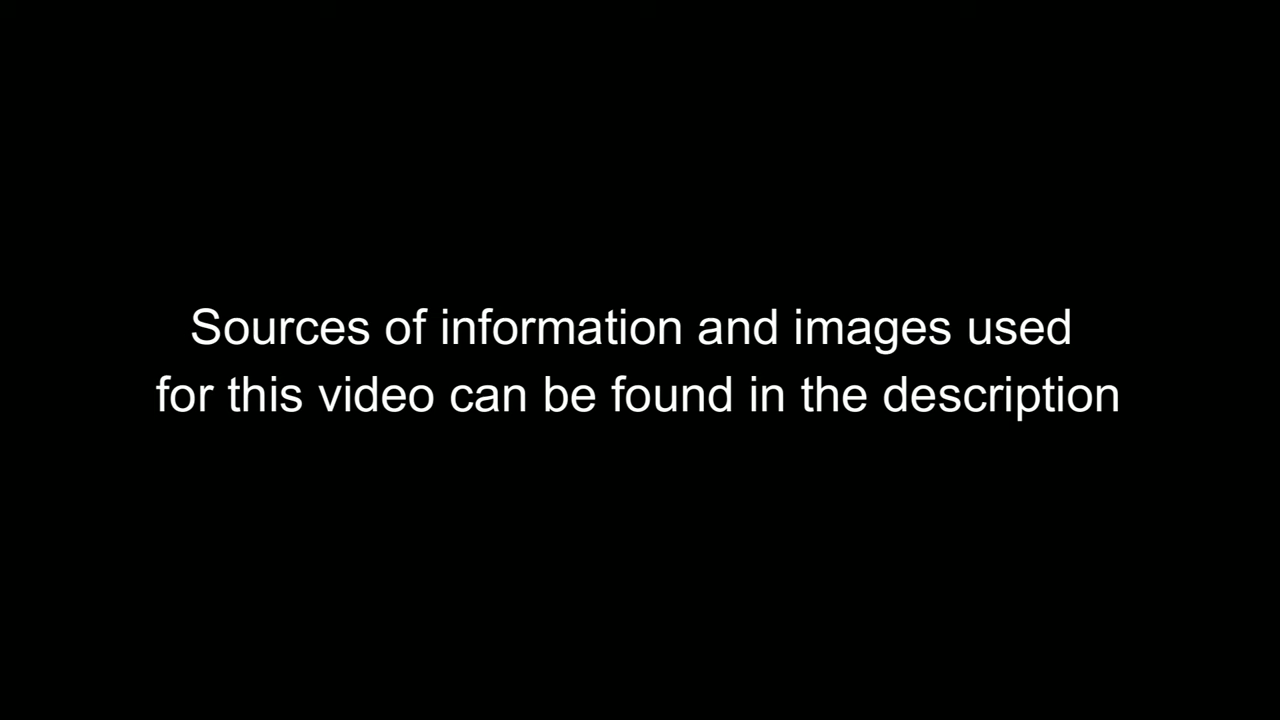 Sources of information and images used
for this video can be found in the description